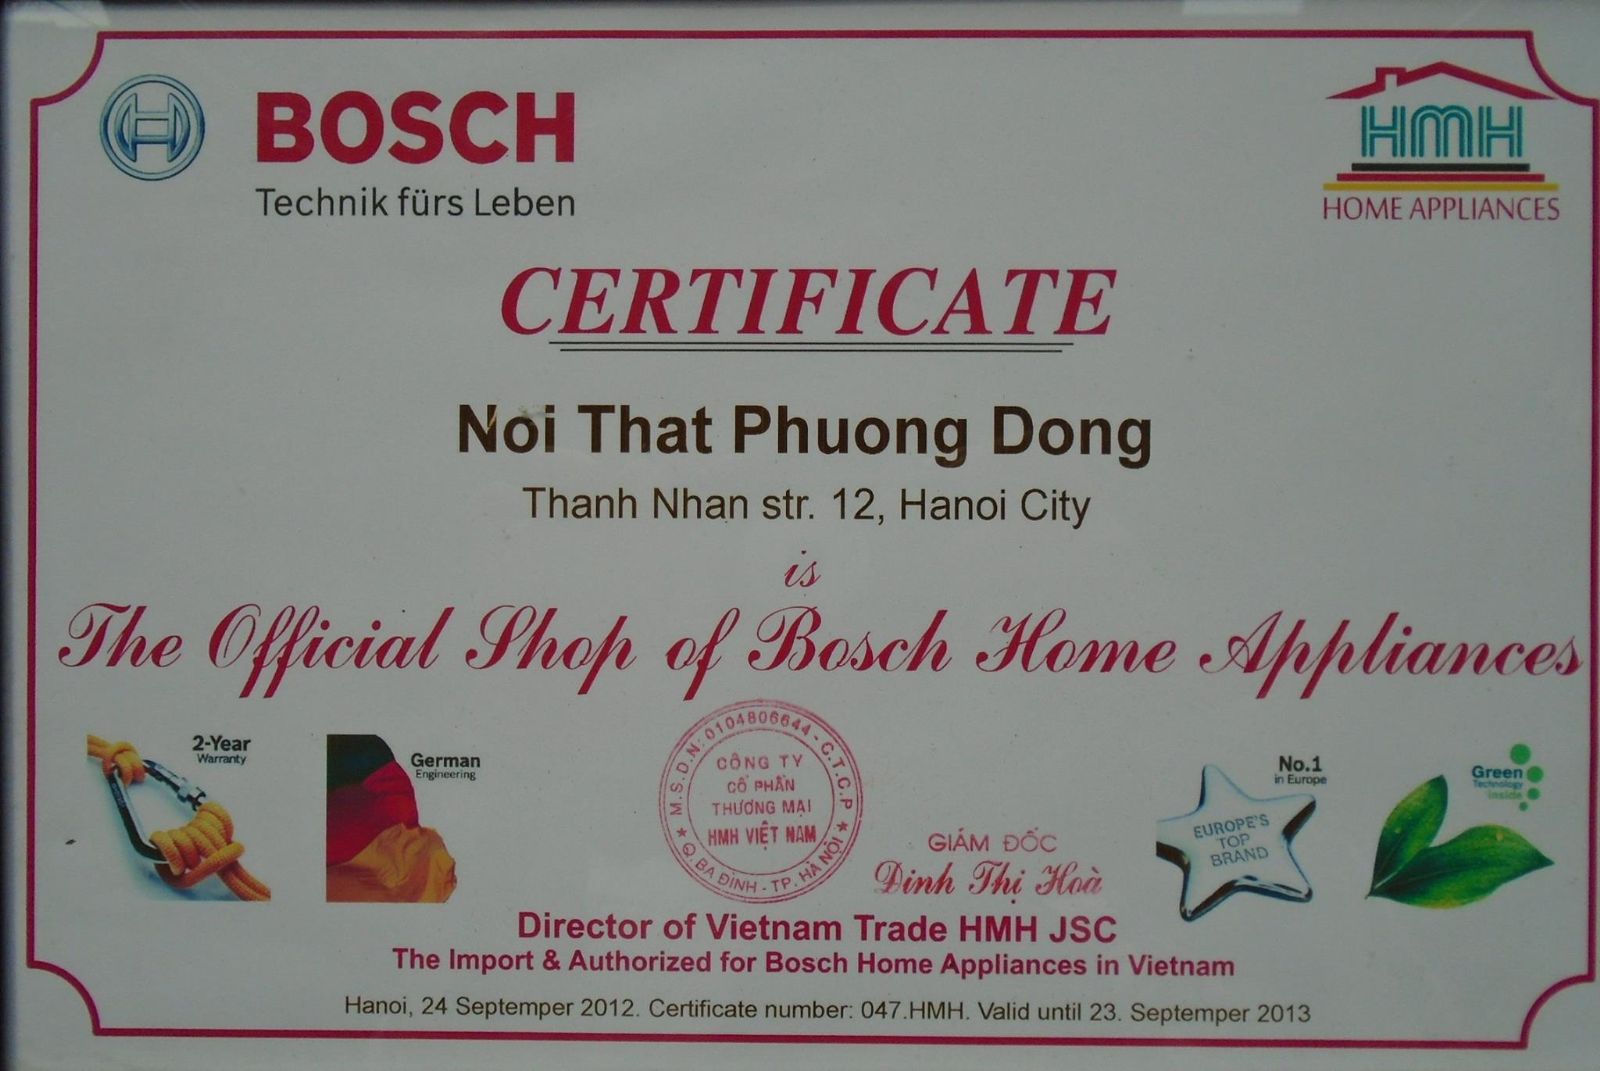 BOSCH
Technik fürs Leben
HMH
HOME APPLIANCES
CERTIFICATE
Noi That Phuong Dong
Thanh Nhan str. 12, Hanoi City
is
The Official Shop of Bosch Home Appliances
2-Year
Warranty
German
Engineering
M.S.D.N: 0104806644 - C.T.C.P
CÔNG TY
CỔ PHẦN
THƯƠNG MẠI
HMH VIỆT NAM
Q. BA ĐÌNH - TP. HÀ NỘI
GIÁM ĐỐC
Đinh Thị Hoà
No.1
in Europe
EUROPE'S
TOP
BRAND
Green
Technology
inside
Director of Vietnam Trade HMH JSC
The Import & Authorized for Bosch Home Appliances in Vietnam
Hanoi, 24 Septemper 2012. Certificate number: 047.HMH. Valid until 23. Septemper 2013